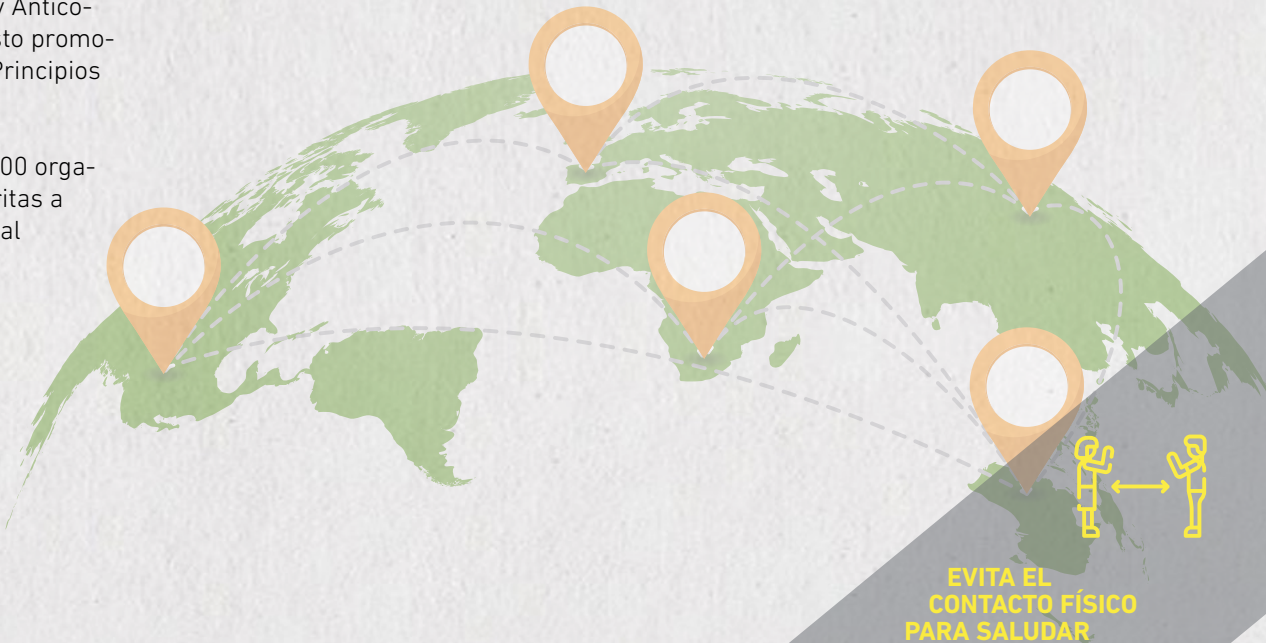 y Antico-
sto promo-
Principios
00 orga-
ritas a
al
EVITA EL
CONTACTO FÍSICO
PARA SALUDAR